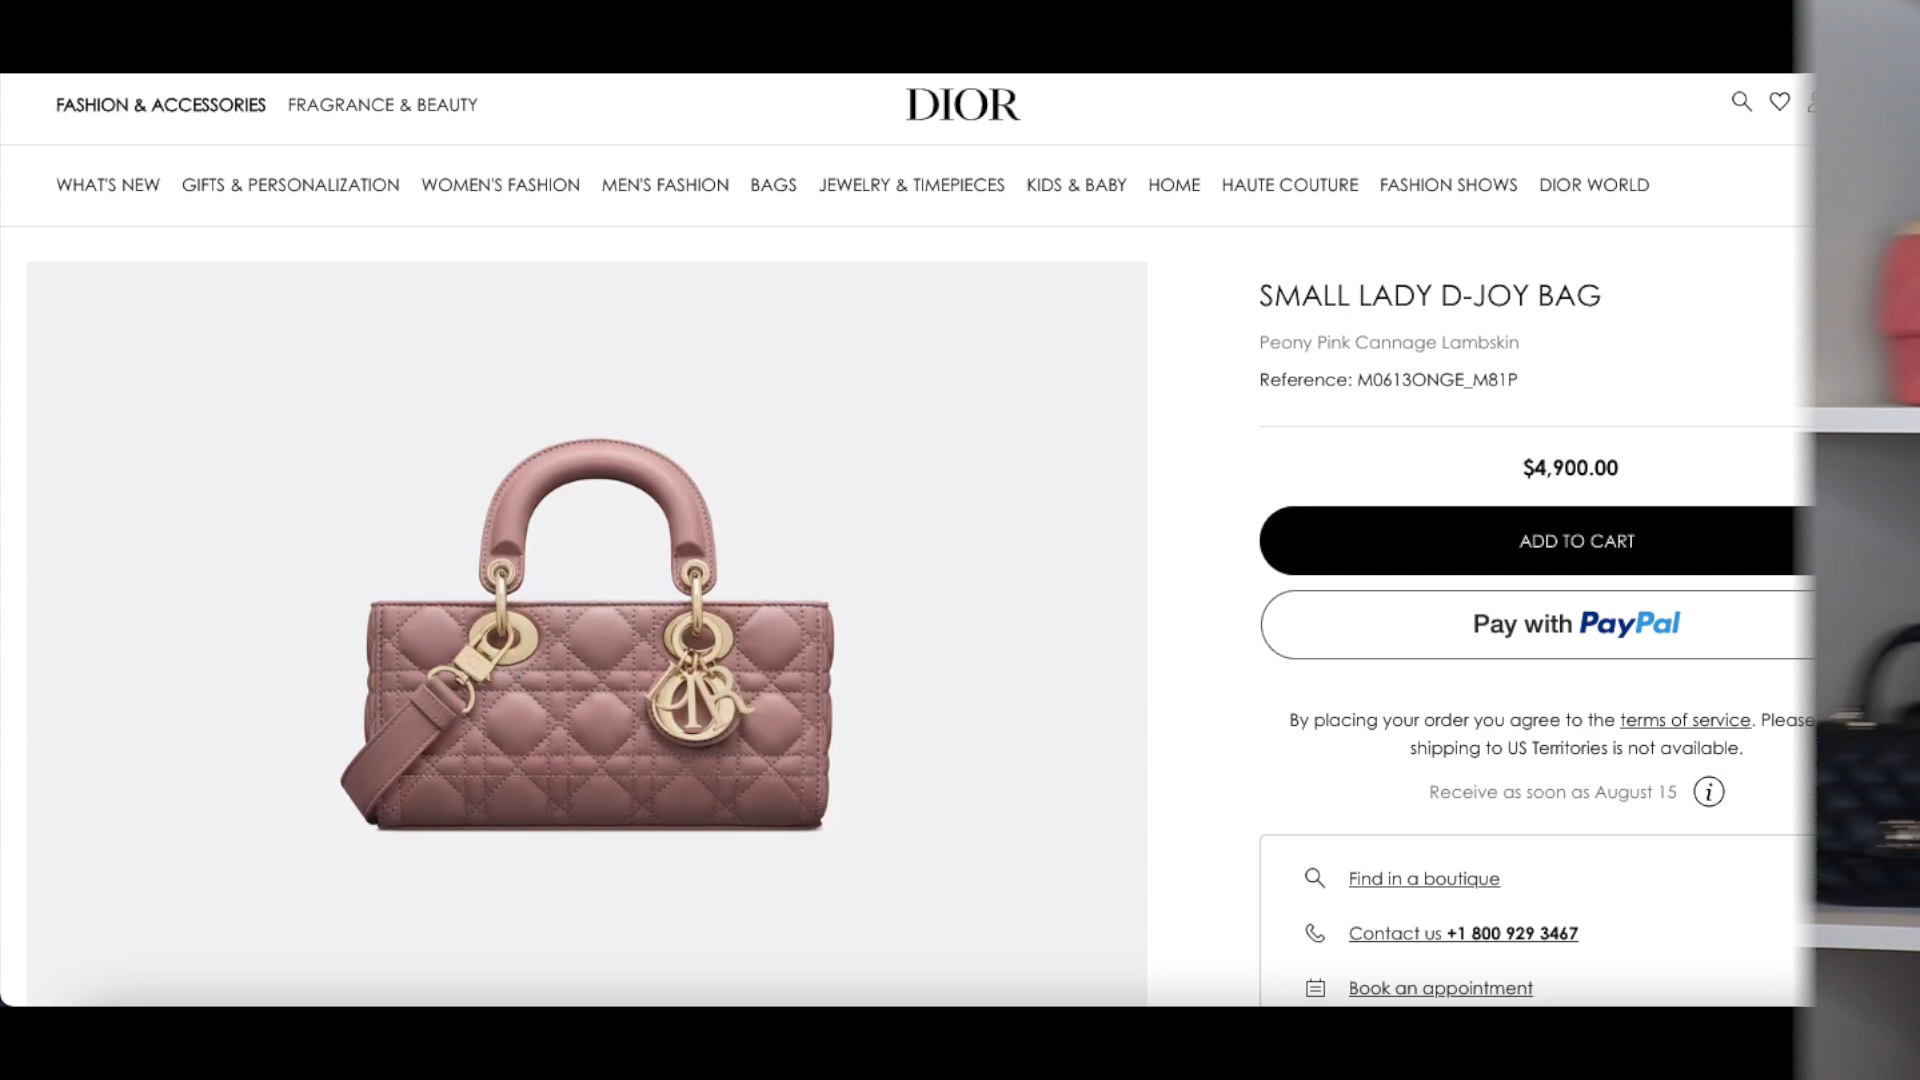 FASHION & ACCESSORIES FRAGRANCE & BEAUTY
DIOR
WHAT'S NEW GIFTS & PERSONALIZATION WOMEN'S FASHION MEN'S FASHION BAGS JEWELRY & TIMEPIECES KIDS & BABY HOME HAUTE COUTURE FASHION SHOWS DIOR WORLD
SMALL LADY D-JOY BAG
Peony Pink Cannage Lambskin
Reference: M0613ONGE_M81P
$4,900.00
ADD TO CART
Pay with PayPal
By placing your order you agree to the terms of service. Please
shipping to US Territories is not available.
Receive as soon as August 15 i
Find in a boutique
Contact us +1 800 929 3467
Book an appointment